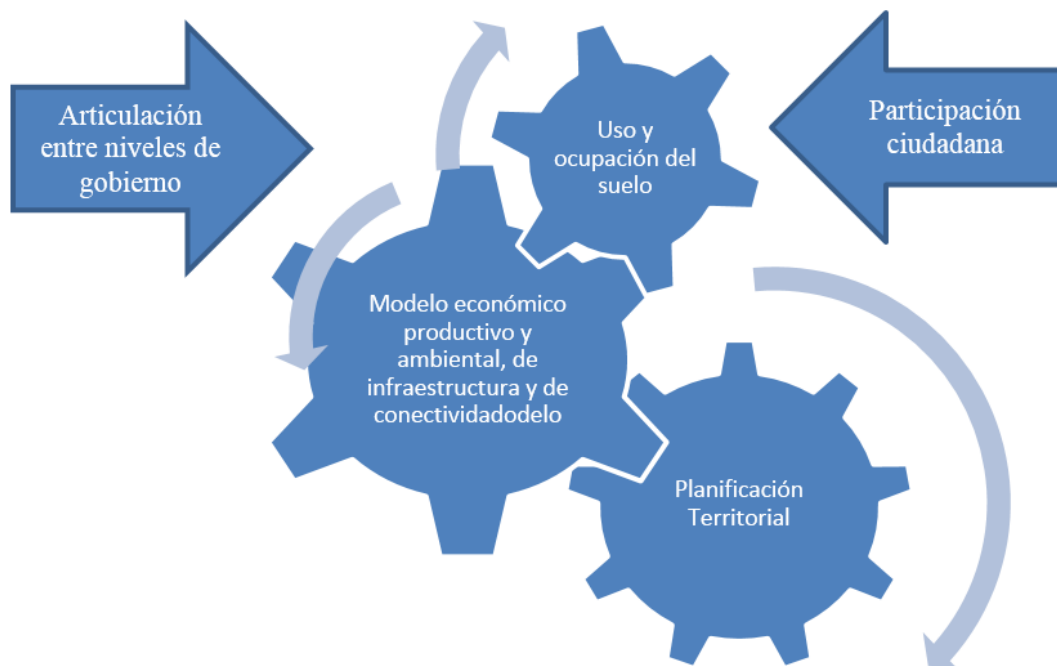 Articulación
entre niveles de
gobierno
Uso y
ocupación del
suelo
Participación
ciudadana
Modelo económico
productivo y
ambiental, de
infraestructura y de
conectividadodelo
Planificación
Territorial